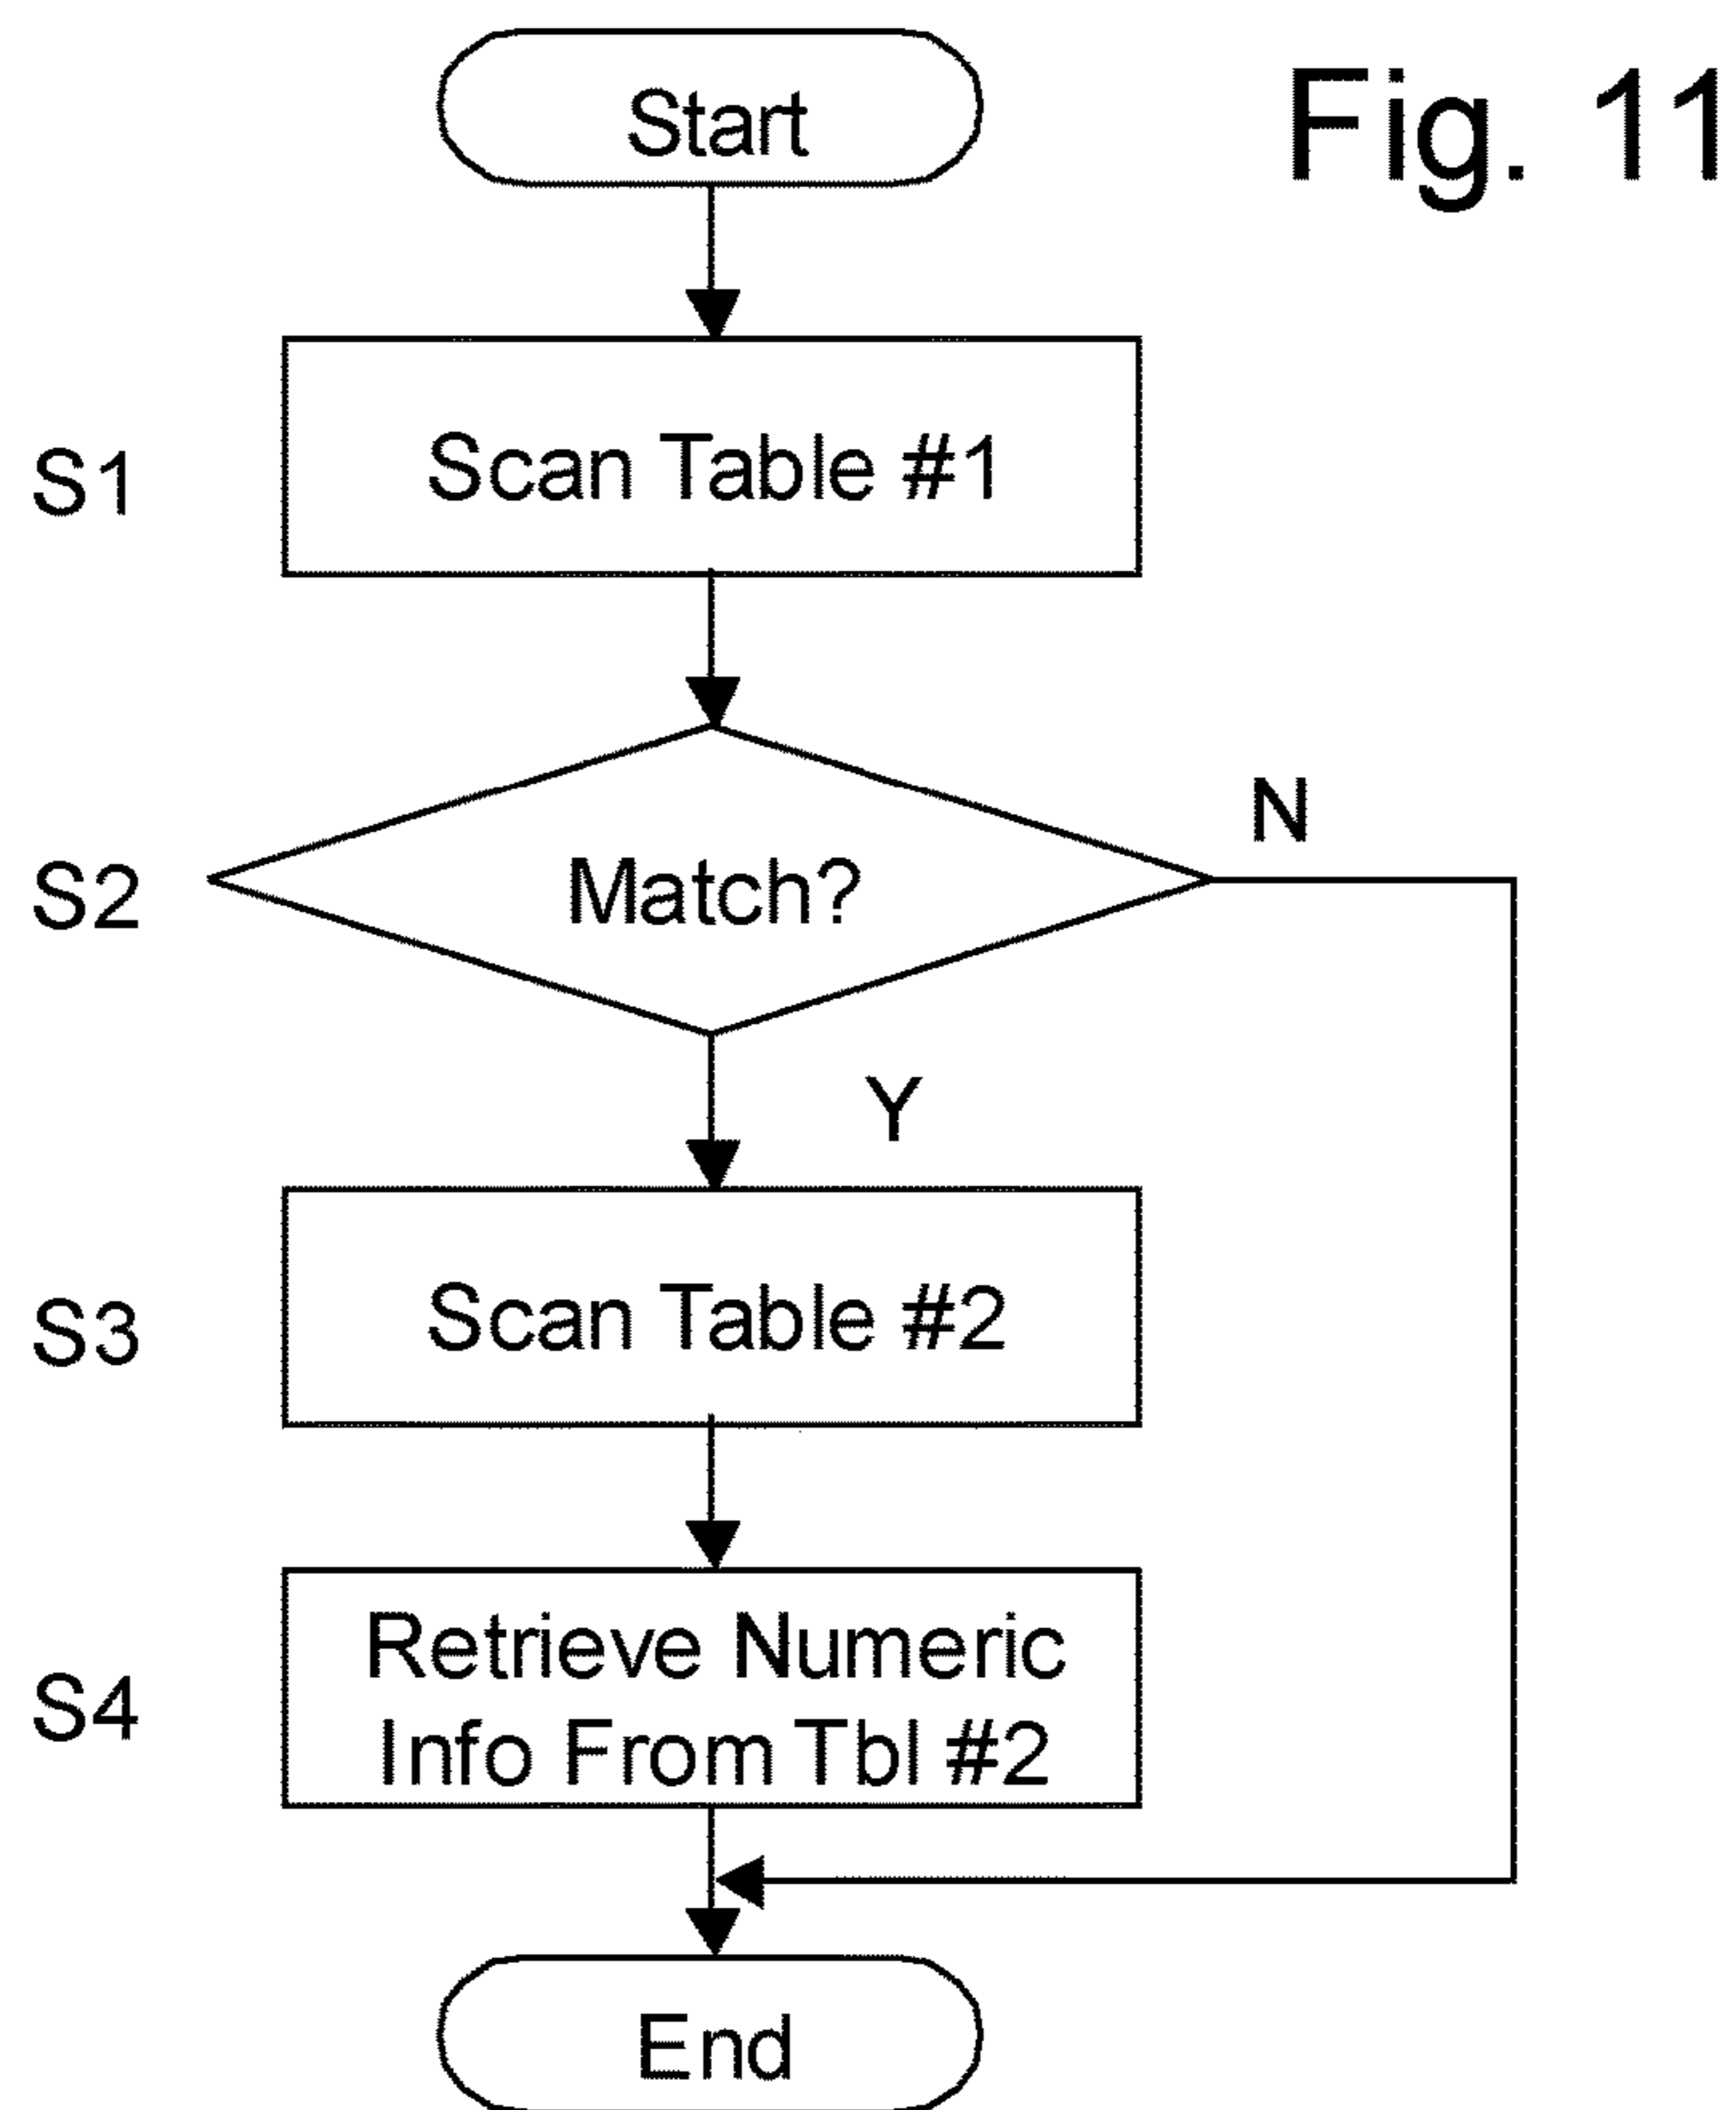 Start
Fig. 11
S1
Scan Table #1
N
S2
Match?
Y
S3
Scan Table #2
S4
Retrieve Numeric
Info From Tbl #2
End